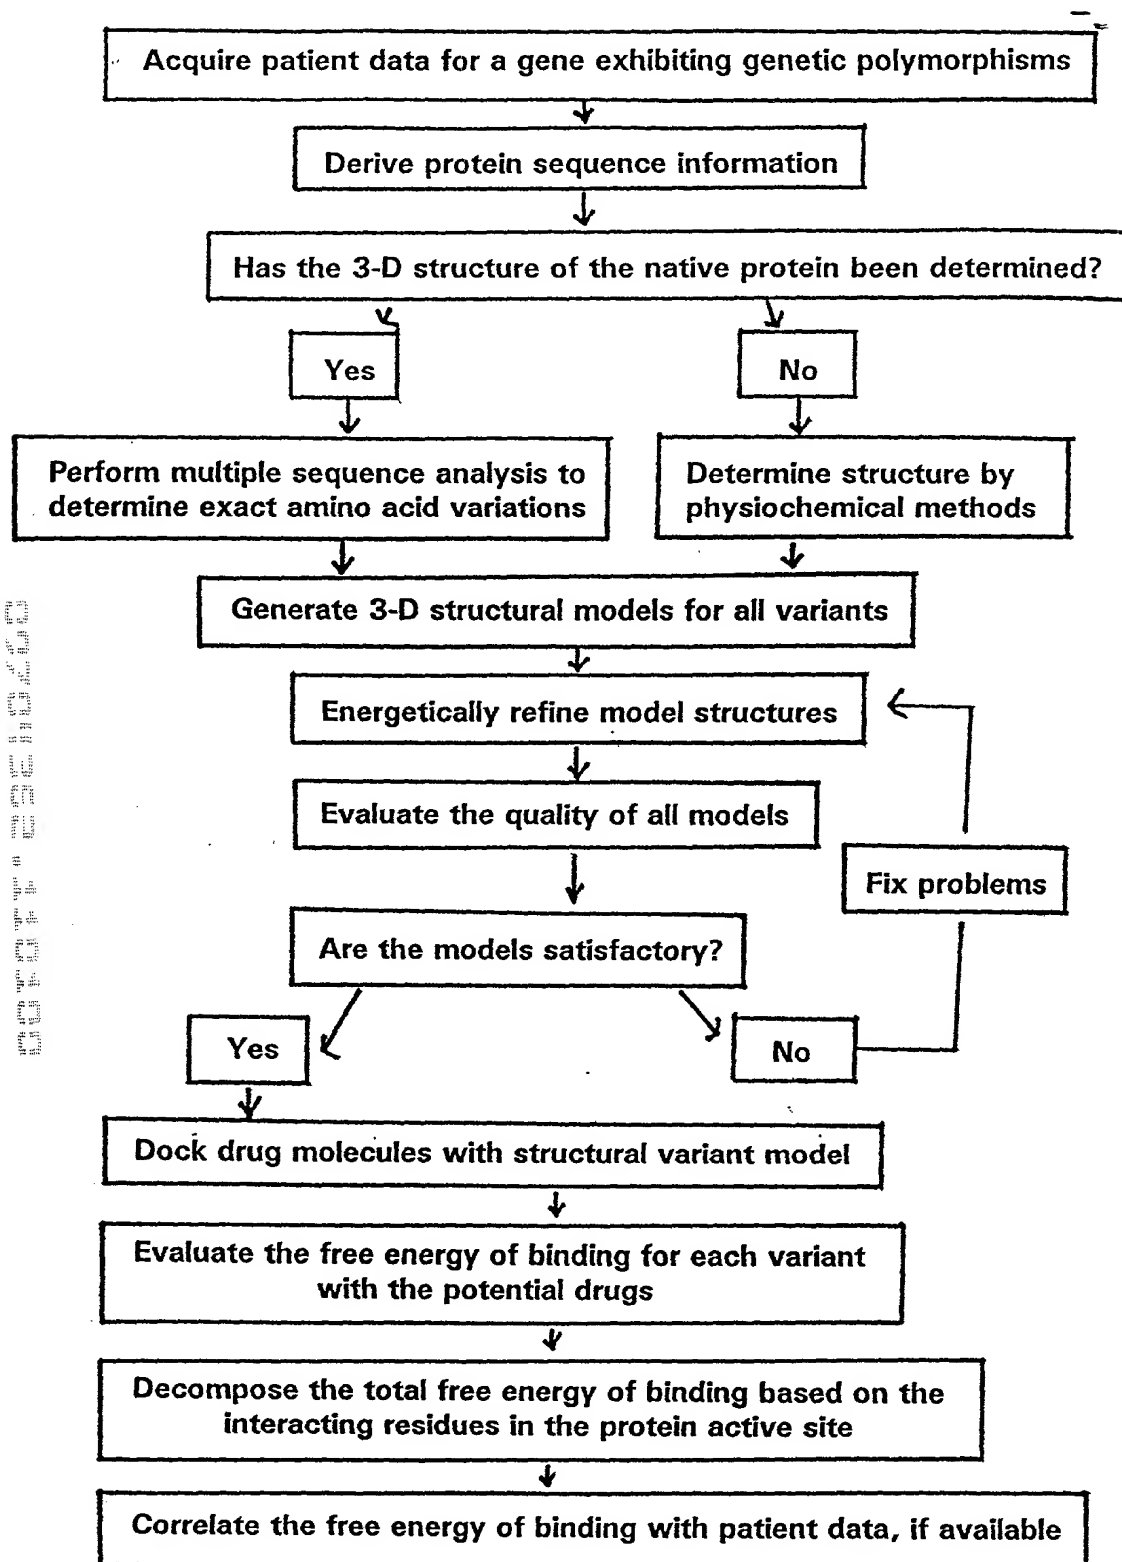 Acquire patient data for a gene exhibiting genetic polymorphisms
Derive protein sequence information
Has the 3-D structure of the native protein been determined?
Yes
No
Perform multiple sequence analysis to
determine exact amino acid variations
Determine structure by
physiochemical methods
Generate 3-D structural models for all variants
Energetically refine model structures
Evaluate the quality of all models
Fix problems
Are the models satisfactory?
Yes
No
Dock drug molecules with structural variant model
Evaluate the free energy of binding for each variant
with the potential drugs
Decompose the total free energy of binding based on the
interacting residues in the protein active site
Correlate the free energy of binding with patient data, if available